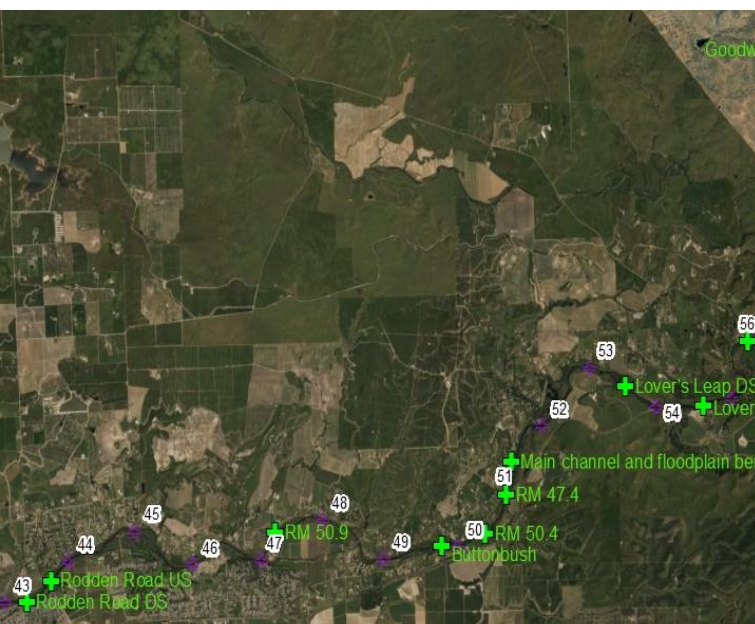 Goodw
56
53
Lover's Leap DS
54
Lover
52
Main channel and floodplain be
51
RM 47.4
48
45
RM 50.9
50
RM 50.4
44
46
47
49
Buttonbush
43
Rodden Road US
Rodden Road DS